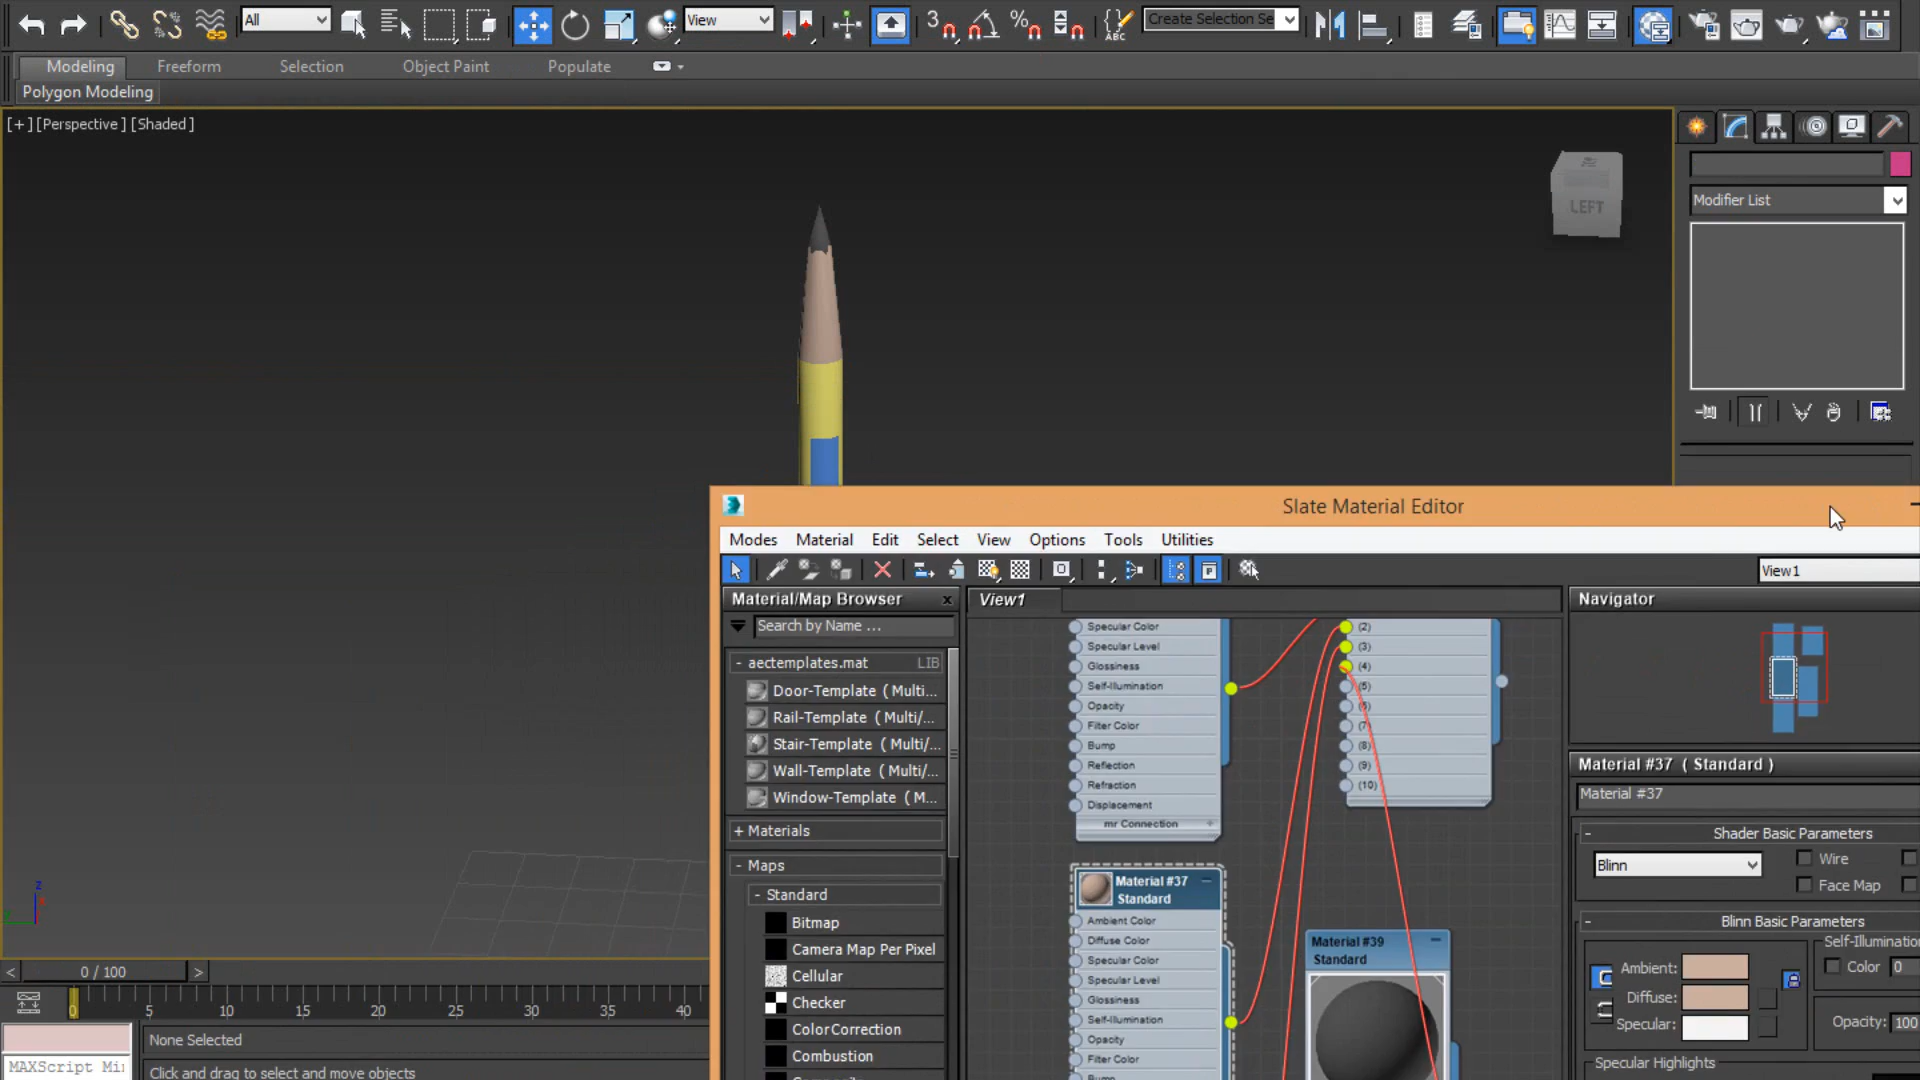 All
View
3
%
ABC
Create Selection Se
Modeling
Freeform
Selection
Object Paint
Populate
Polygon Modeling
[+] [Perspective] [Shaded]
LEFT
Modifier List
Slate Material Editor
Modes
Material
Edit
Select
View
Options
Tools
Utilities
View1
Material/Map Browser
x
View1
Navigator
Search by Name ...
- aectemplates.mat
LIB
Door-Template ( Multi...
Rail-Template ( Multi/...
Stair-Template ( Multi/...
Wall-Template ( Multi/...
Window-Template ( M...
+ Materials
- Maps
- Standard
Bitmap
Camera Map Per Pixel
Cellular
Checker
ColorCorrection
Combustion
Specular Color
Specular Level
Glossiness
Self-Illumination
Opacity
Filter Color
Bump
Reflection
Refraction
Displacement
mr Connection
+
(2)
(3)
(4)
(5)
(6)
(7)
(8)
(9)
(10)
Material #37
Standard
Ambient Color
Diffuse Color
Specular Color
Specular Level
Glossiness
Self-Illumination
Opacity
Filter Color
Material #39
Standard
Material #37 ( Standard )
Material #37
- Shader Basic Parameters
Blinn
Wire
Face Map
- Blinn Basic Parameters
Self-Illumination
Ambient:
Color
0
Diffuse:
Specular:
Opacity:
100
Specular Highlights
z
<
0 / 100
>
0
5
10
15
20
25
30
35
40
None Selected
MAXScript Mi
Click and drag to select and move objects